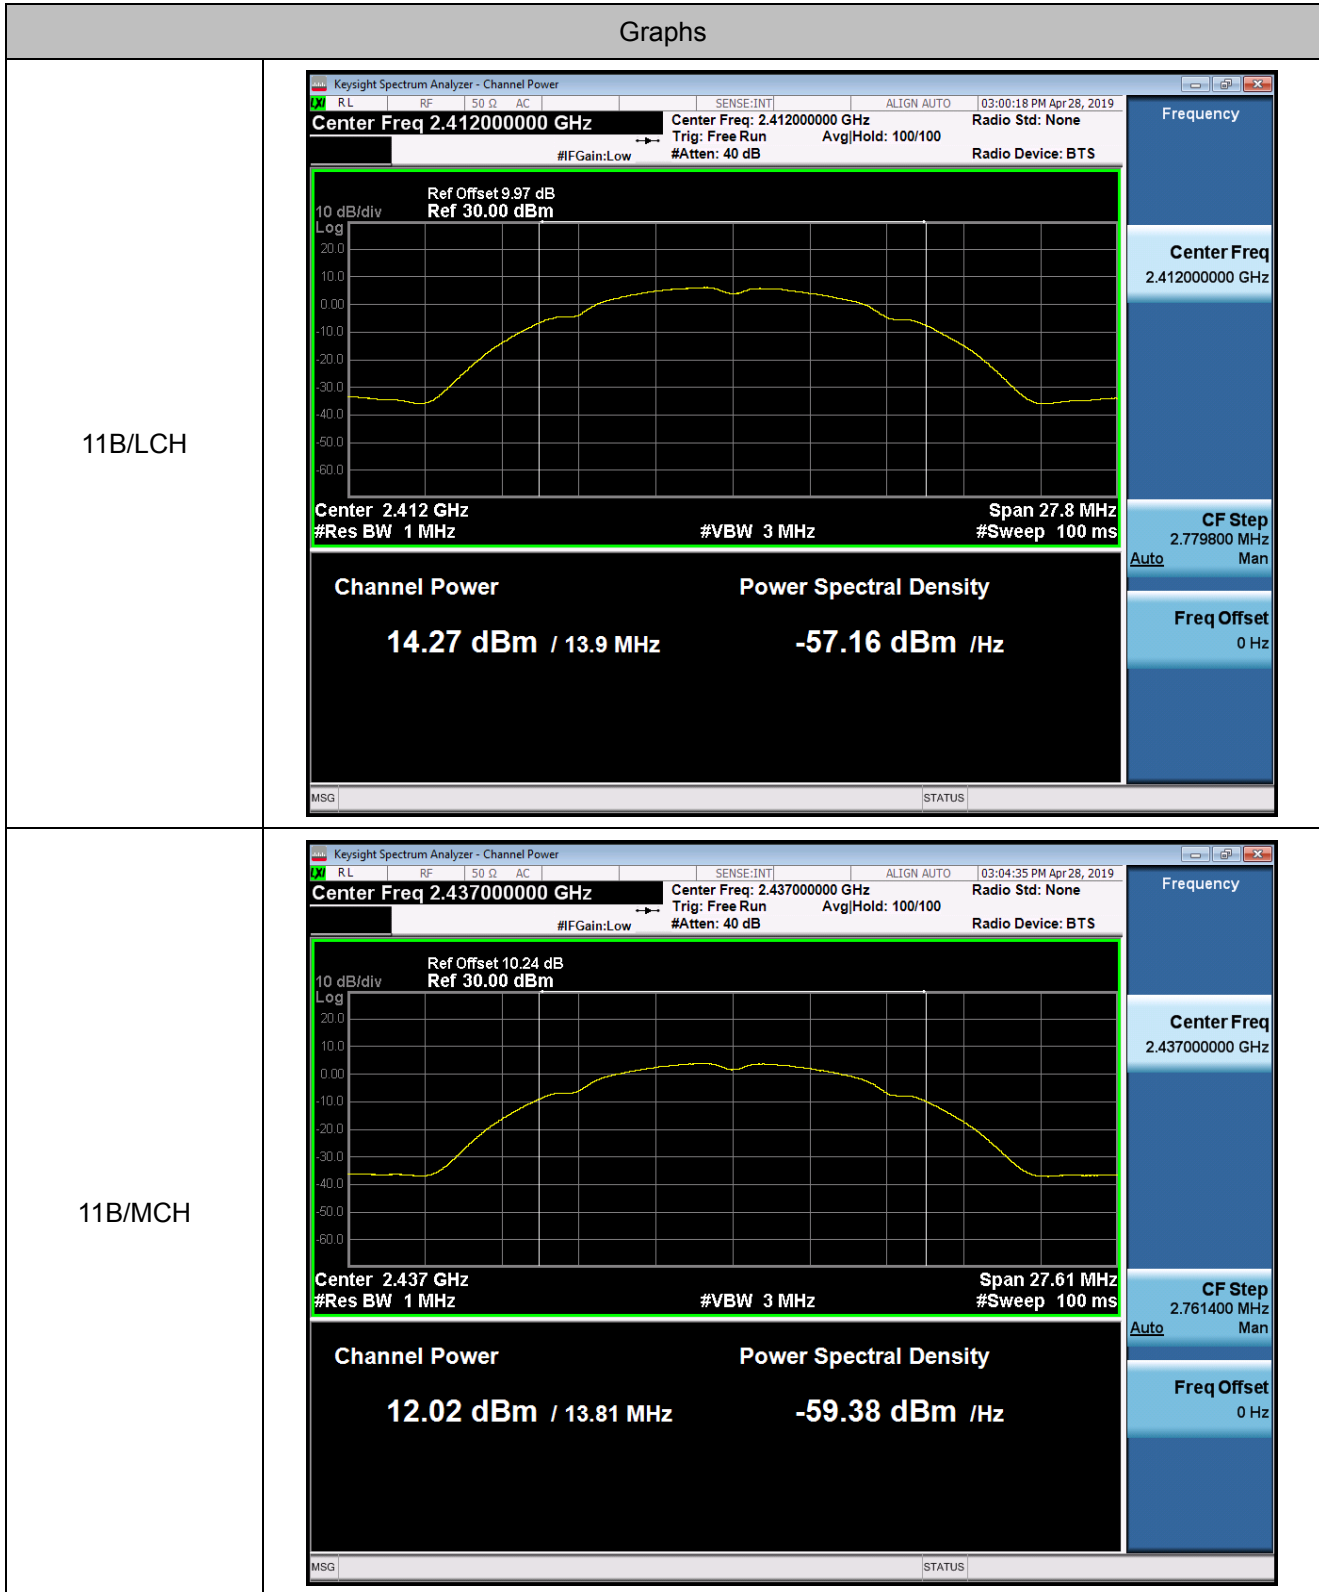 Graphs
11B/LCH
Keysight Spectrum Analyzer - Channel Power
LXI RL RF 50 Ω AC SENSE:INT ALIGN AUTO 03:00:18 PM Apr 28, 2019
Center Freq 2.412000000 GHz
Center Freq: 2.412000000 GHz Radio Std: None
Trig: Free Run Avg|Hold: 100/100
#IFGain:Low #Atten: 40 dB Radio Device: BTS
Frequency
Ref Offset 9.97 dB
10 dB/div Ref 30.00 dBm
Log
20.0
10.0
0.00
-10.0
-20.0
-30.0
-40.0
-50.0
-60.0
Center 2.412 GHz Span 27.8 MHz
#Res BW 1 MHz #VBW 3 MHz #Sweep 100 ms
Center Freq
2.412000000 GHz
CF Step
2.779800 MHz
Auto Man
Freq Offset
0 Hz
Channel Power Power Spectral Density
14.27 dBm / 13.9 MHz -57.16 dBm /Hz
MSG STATUS
11B/MCH
Keysight Spectrum Analyzer - Channel Power
LXI RL RF 50 Ω AC SENSE:INT ALIGN AUTO 03:04:35 PM Apr 28, 2019
Center Freq 2.437000000 GHz
Center Freq: 2.437000000 GHz Radio Std: None
Trig: Free Run Avg|Hold: 100/100
#IFGain:Low #Atten: 40 dB Radio Device: BTS
Frequency
Ref Offset 10.24 dB
10 dB/div Ref 30.00 dBm
Log
20.0
10.0
0.00
-10.0
-20.0
-30.0
-40.0
-50.0
-60.0
Center 2.437 GHz Span 27.61 MHz
#Res BW 1 MHz #VBW 3 MHz #Sweep 100 ms
Center Freq
2.437000000 GHz
CF Step
2.761400 MHz
Auto Man
Freq Offset
0 Hz
Channel Power Power Spectral Density
12.02 dBm / 13.81 MHz -59.38 dBm /Hz
MSG STATUS